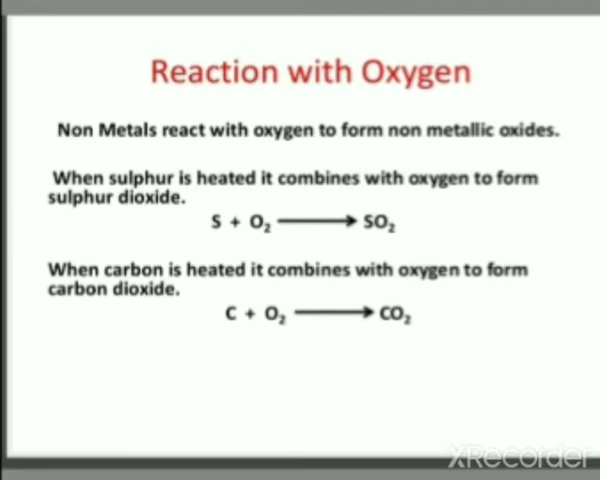 Reaction with Oxygen
Non Metals react with oxygen to form non metallic oxides.
When sulphur is heated it combines with oxygen to form
sulphur dioxide.
S + O₂ ⟶ SO₂
When carbon is heated it combines with oxygen to form
carbon dioxide.
C + O₂ ⟶ CO₂
XRecorder